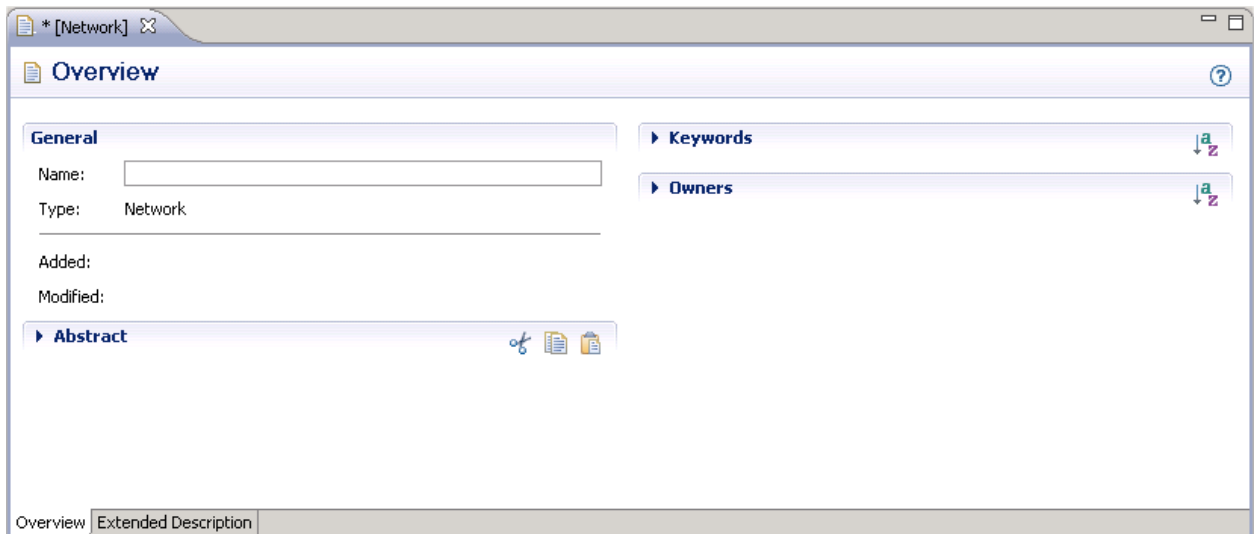 * [Network]
Overview
General
Name:
Type: Network
Added:
Modified:
Abstract
Keywords
Owners
Overview Extended Description